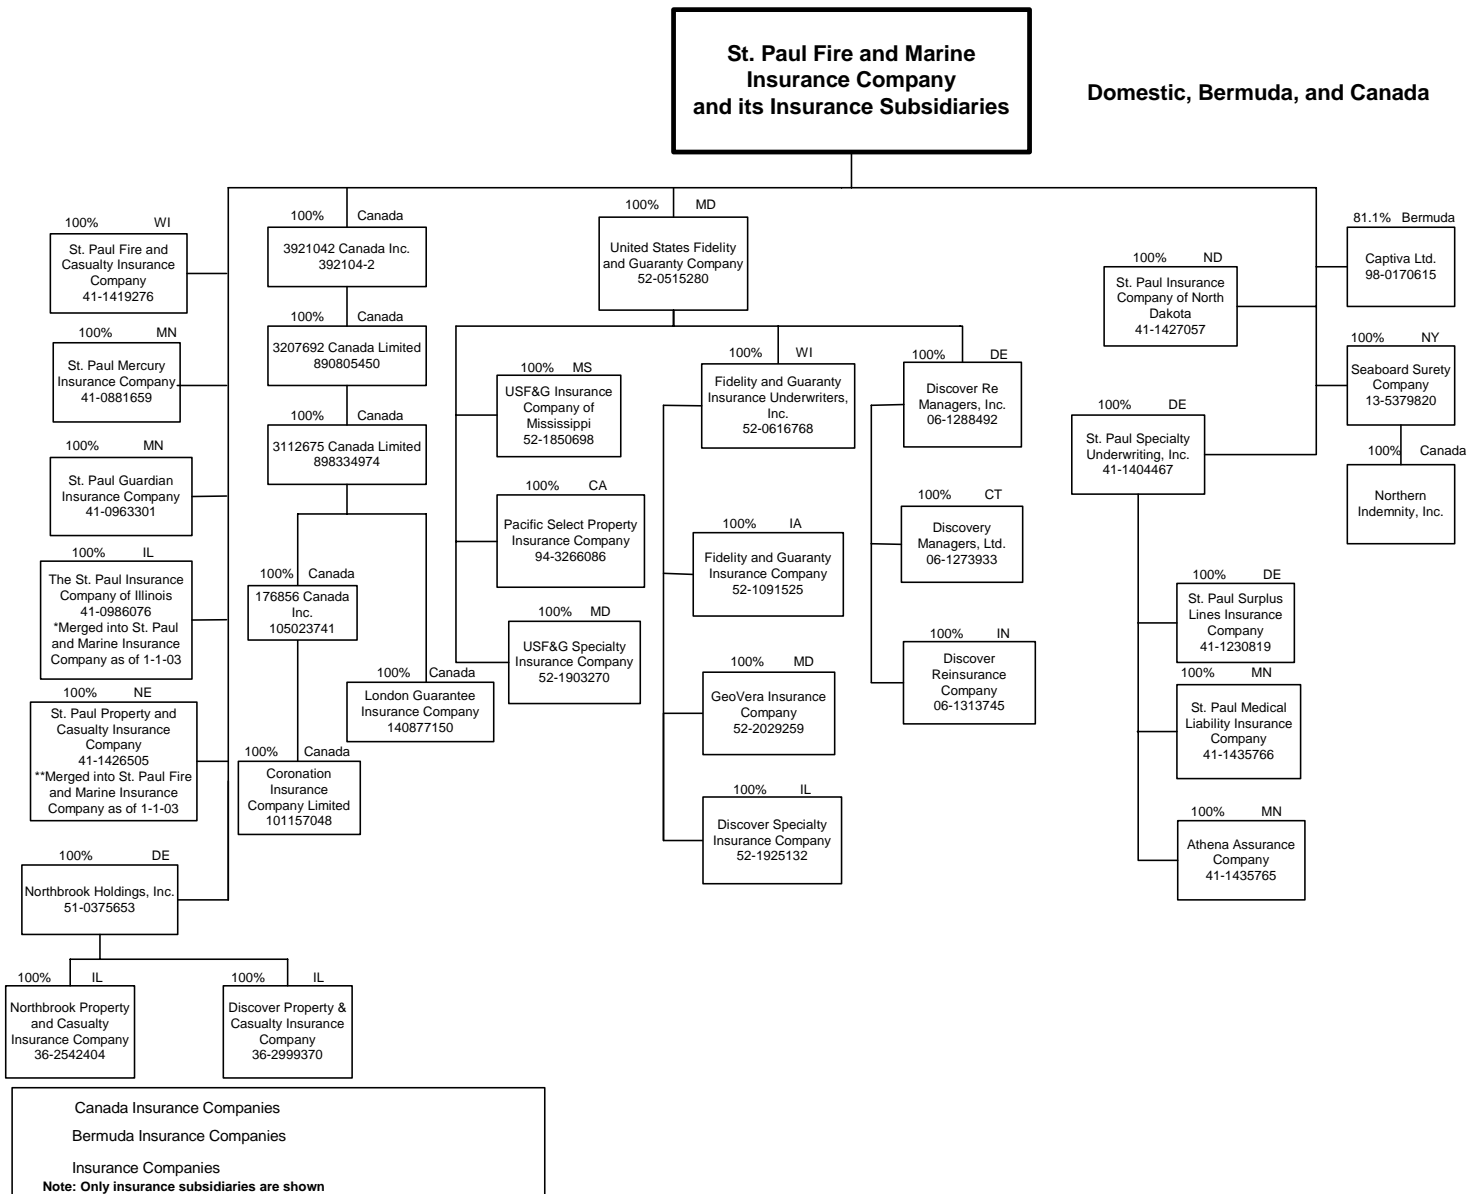 St. Paul Fire and Marine
Insurance Company
and its Insurance Subsidiaries
Domestic, Bermuda, and Canada
100% WI
St. Paul Fire and
Casualty Insurance
Company
41-1419276
100% MN
St. Paul Mercury
Insurance Company
41-0881659
100% MN
St. Paul Guardian
Insurance Company
41-0963301
100% IL
The St. Paul Insurance
Company of Illinois
41-0986076
*Merged into St. Paul
and Marine Insurance
Company as of 1-1-03
100% NE
St. Paul Property and
Casualty Insurance
Company
41-1426505
**Merged into St. Paul Fire
and Marine Insurance
Company as of 1-1-03
100% DE
Northbrook Holdings, Inc.
51-0375653
100% IL
Northbrook Property
and Casualty
Insurance Company
36-2542404
100% IL
Discover Property &
Casualty Insurance
Company
36-2999370
100% Canada
3921042 Canada Inc.
392104-2
100% Canada
3207692 Canada Limited
890805450
100% Canada
3112675 Canada Limited
898334974
100% Canada
176856 Canada
Inc.
105023741
100% Canada
London Guarantee
Insurance Company
140877150
100% Canada
Coronation
Insurance
Company Limited
101157048
100% MD
United States Fidelity
and Guaranty Company
52-0515280
100% MS
USF&G Insurance
Company of
Mississippi
52-1850698
100% CA
Pacific Select Property
Insurance Company
94-3266086
100% MD
USF&G Specialty
Insurance Company
52-1903270
100% WI
Fidelity and Guaranty
Insurance Underwriters,
Inc.
52-0616768
100% IA
Fidelity and Guaranty
Insurance Company
52-1091525
100% MD
GeoVera Insurance
Company
52-2029259
100% IL
Discover Specialty
Insurance Company
52-1925132
100% DE
Discover Re
Managers, Inc.
06-1288492
100% CT
Discovery
Managers, Ltd.
06-1273933
100% IN
Discover
Reinsurance
Company
06-1313745
100% ND
St. Paul Insurance
Company of North
Dakota
41-1427057
100% DE
St. Paul Specialty
Underwriting, Inc.
41-1404467
100% DE
St. Paul Surplus
Lines Insurance
Company
41-1230819
100% MN
St. Paul Medical
Liability Insurance
Company
41-1435766
100% MN
Athena Assurance
Company
41-1435765
81.1% Bermuda
Captiva Ltd.
98-0170615
100% NY
Seaboard Surety
Company
13-5379820
100% Canada
Northern
Indemnity, Inc.
Canada Insurance Companies
Bermuda Insurance Companies
Insurance Companies
Note: Only insurance subsidiaries are shown